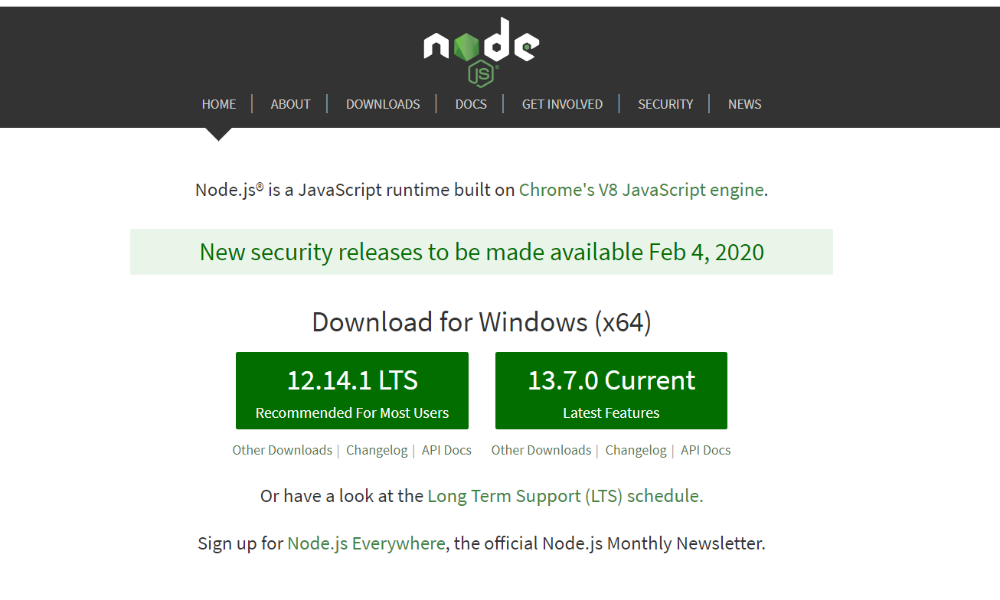 node
JS®
HOME | ABOUT | DOWNLOADS | DOCS | GET INVOLVED | SECURITY | NEWS
Node.js® is a JavaScript runtime built on Chrome's V8 JavaScript engine.
New security releases to be made available Feb 4, 2020
Download for Windows (x64)
12.14.1 LTS
Recommended For Most Users
13.7.0 Current
Latest Features
Other Downloads | Changelog | API Docs
Other Downloads | Changelog | API Docs
Or have a look at the Long Term Support (LTS) schedule.
Sign up for Node.js Everywhere, the official Node.js Monthly Newsletter.